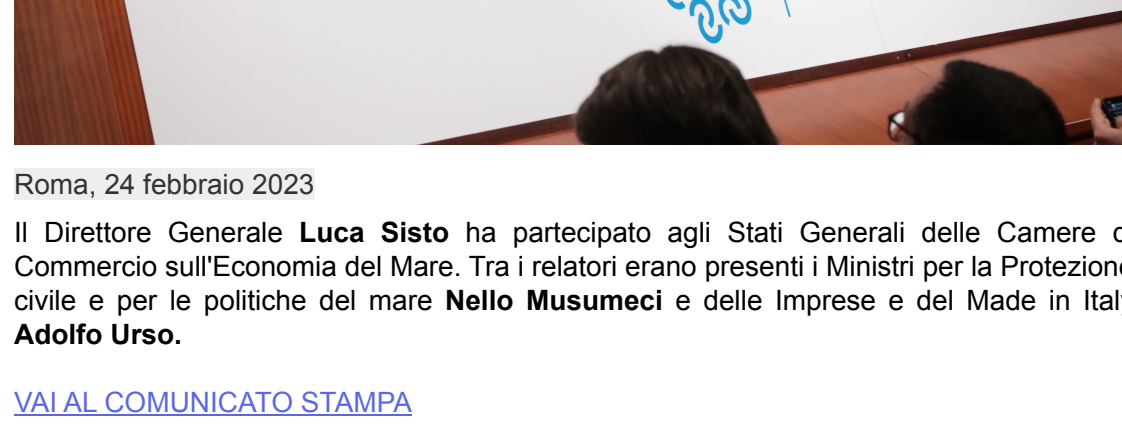 Roma, 24 febbraio 2023
Il Direttore Generale Luca Sisto ha partecipato agli Stati Generali delle Camere d
Commercio sull'Economia del Mare. Tra i relatori erano presenti i Ministri per la Protezione
civile e per le politiche del mare Nello Musumeci e delle Imprese e del Made in Italy
Adolfo Urso.
VAI AL COMUNICATO STAMPA